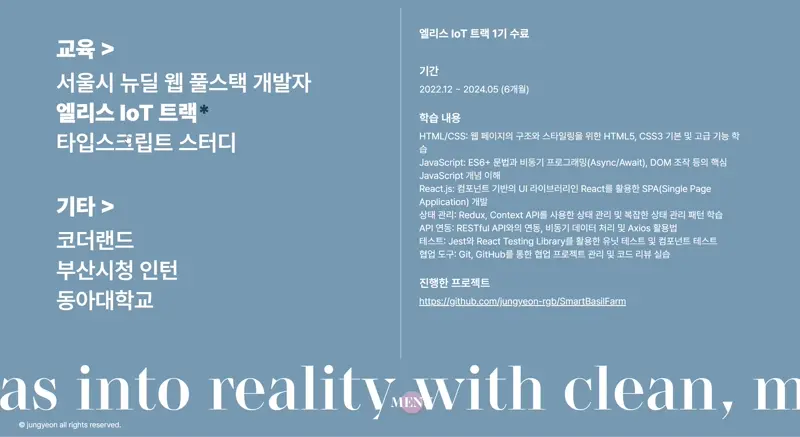 교육 >
서울시 뉴딜 웹 풀스택 개발자
엘리스 IoT 트랙*
타입스크립트 스터디
기타 >
코더랜드
부산시청 인턴
동아대학교
엘리스 IoT 트랙 1기 수료
기간
2022.12 - 2024.05 (6개월)
학습 내용
HTML/CSS: 웹 페이지의 구조와 스타일링을 위한 HTML5, CSS3 기본 및 고급 기능 학
습
JavaScript: ES6+ 문법과 비동기 프로그래밍(Async/Await), DOM 조작 등의 핵심
JavaScript 개념 이해
React.js: 컴포넌트 기반의 UI 라이브러리인 React를 활용한 SPA(Single Page
Application) 개발
상태 관리: Redux, Context API를 사용한 상태 관리 및 복잡한 상태 관리 패턴 학습
API 연동: RESTful API와의 연동, 비동기 데이터 처리 및 Axios 활용법
테스트: Jest와 React Testing Library를 활용한 유닛 테스트 및 컴포넌트 테스트
협업 도구: Git, GitHub를 통한 협업 프로젝트 관리 및 코드 리뷰 실습
진행한 프로젝트
https://github.com/jungyeon-rgb/SmartBasilFarm
as into reality with clean, m
MENU
© jungyeon all rights reserved.